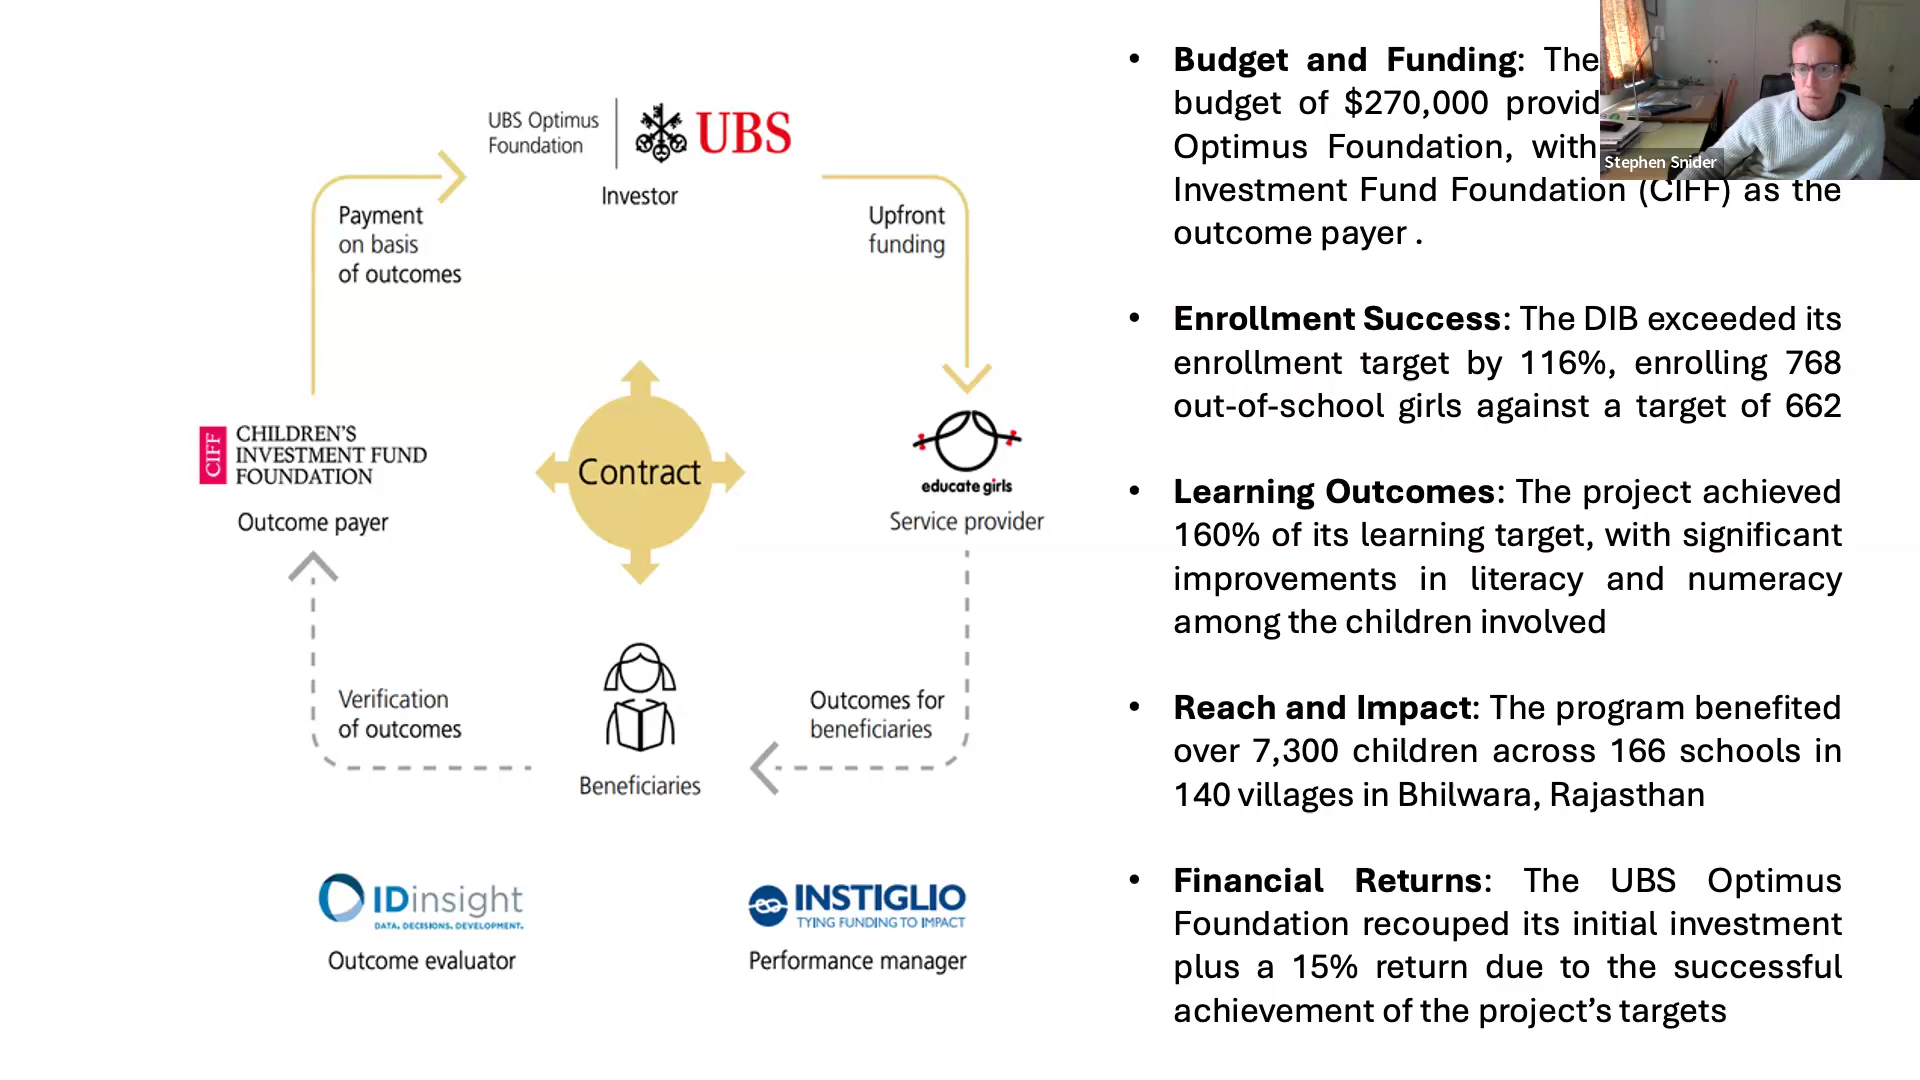 UBS Optimus
Foundation
UBS
Investor
Payment
on basis
of outcomes
Upfront
funding
CIFF
CHILDREN'S
INVESTMENT FUND
FOUNDATION
Outcome payer
Contract
educate girls
Service provider
Verification
of outcomes
Outcomes for
beneficiaries
Beneficiaries
IDinsight
DATA. DECISIONS. DEVELOPMENT.
Outcome evaluator
INSTIGLIO
TYING FUNDING TO IMPACT
Performance manager
• Budget and Funding: The
budget of $270,000
Optimus Foundation, with
Investment Fund Foundation (CIFF) as the
outcome payer .
• Enrollment Success: The DIB exceeded its
enrollment target by 116%, enrolling 768
out-of-school girls against a target of 662
• Learning Outcomes: The project achieved
160% of its learning target, with significant
improvements in literacy and numeracy
among the children involved
• Reach and Impact: The program benefited
over 7,300 children across 166 schools in
140 villages in Bhilwara, Rajasthan
• Financial Returns: The UBS Optimus
Foundation recouped its initial investment
plus a 15% return due to the successful
achievement of the project’s targets
Stephen Snider